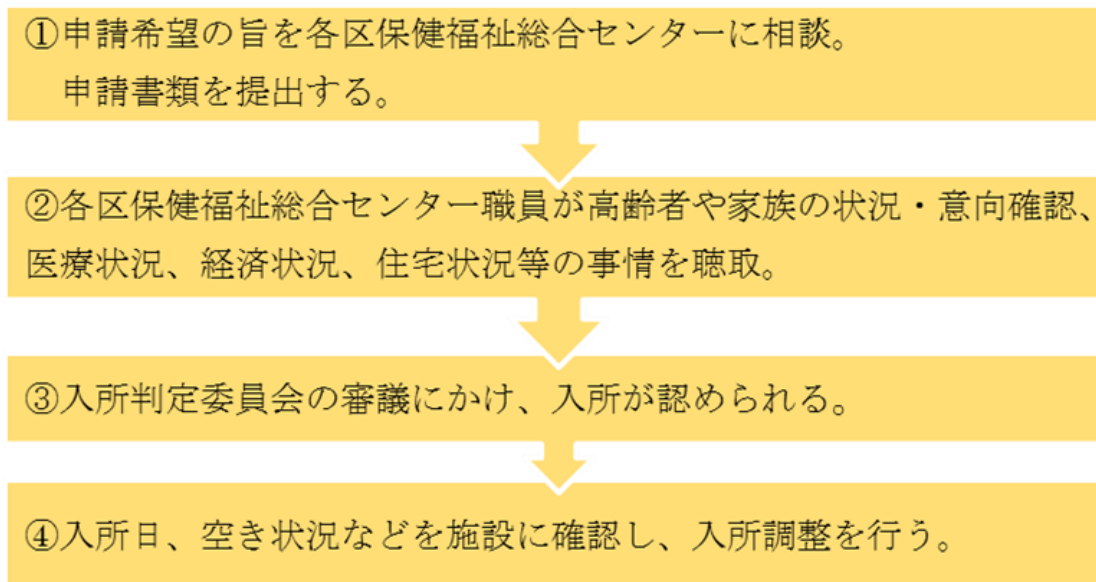 ①申請希望の旨を各区保健福祉総合センターに相談。
申請書類を提出する。
②各区保健福祉総合センター職員が高齢者や家族の状況・意向確認、
医療状況、経済状況、住宅状況等の事情を聴取。
③入所判定委員会の審議にかけ、入所が認められる。
④入所日、空き状況などを施設に確認し、入所調整を行う。